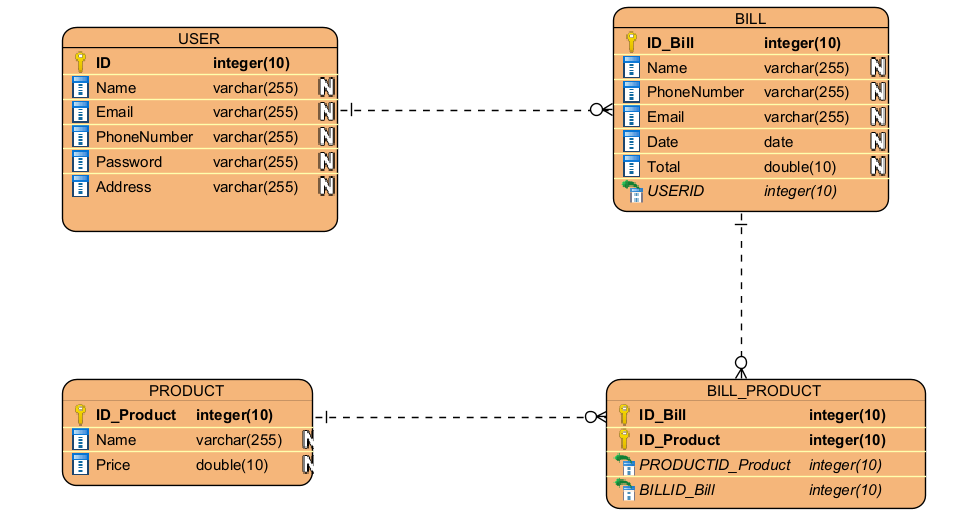 USER
ID integer(10)
Name varchar(255) N
Email varchar(255) N
PhoneNumber varchar(255) N
Password varchar(255) N
Address varchar(255) N
BILL
ID_Bill integer(10)
Name varchar(255) N
PhoneNumber varchar(255) N
Email varchar(255) N
Date date N
Total double(10) N
USERID integer(10)
PRODUCT
ID_Product integer(10)
Name varchar(255) N
Price double(10) N
BILL_PRODUCT
ID_Bill integer(10)
ID_Product integer(10)
PRODUCTID_Product integer(10)
BILLID_Bill integer(10)